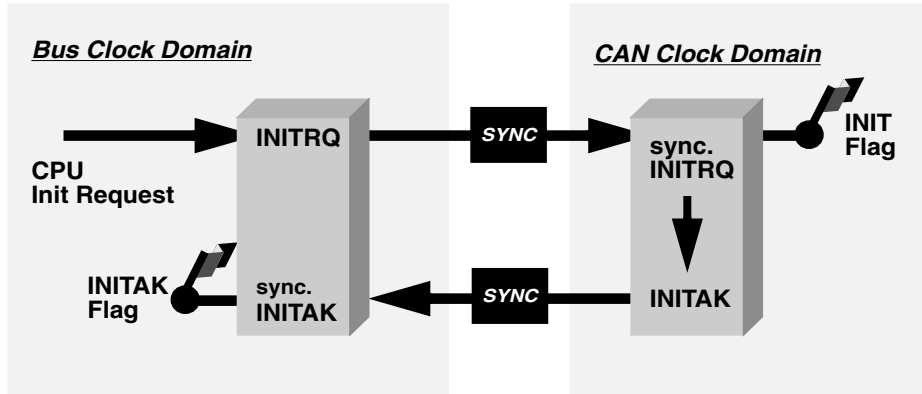 Bus Clock Domain
CAN Clock Domain
CPU
Init Request
INITRQ
SYNC
sync.
INITRQ
INIT
Flag
INITAK
Flag
sync.
INITAK
SYNC
INITAK